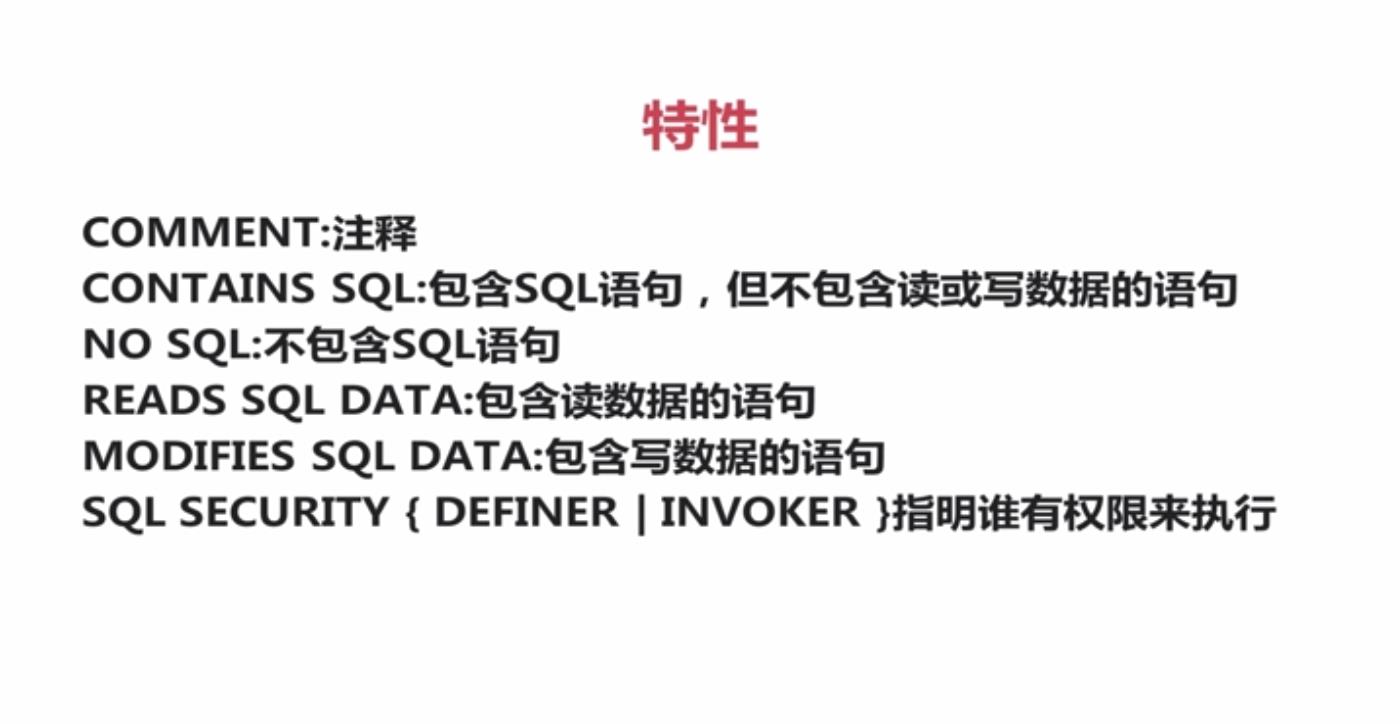 特性
COMMENT:注释
CONTAINS SQL:包含SQL语句，但不包含读或写数据的语句
NO SQL:不包含SQL语句
READS SQL DATA:包含读数据的语句
MODIFIES SQL DATA:包含写数据的语句
SQL SECURITY { DEFINER | INVOKER }指明谁有权限来执行